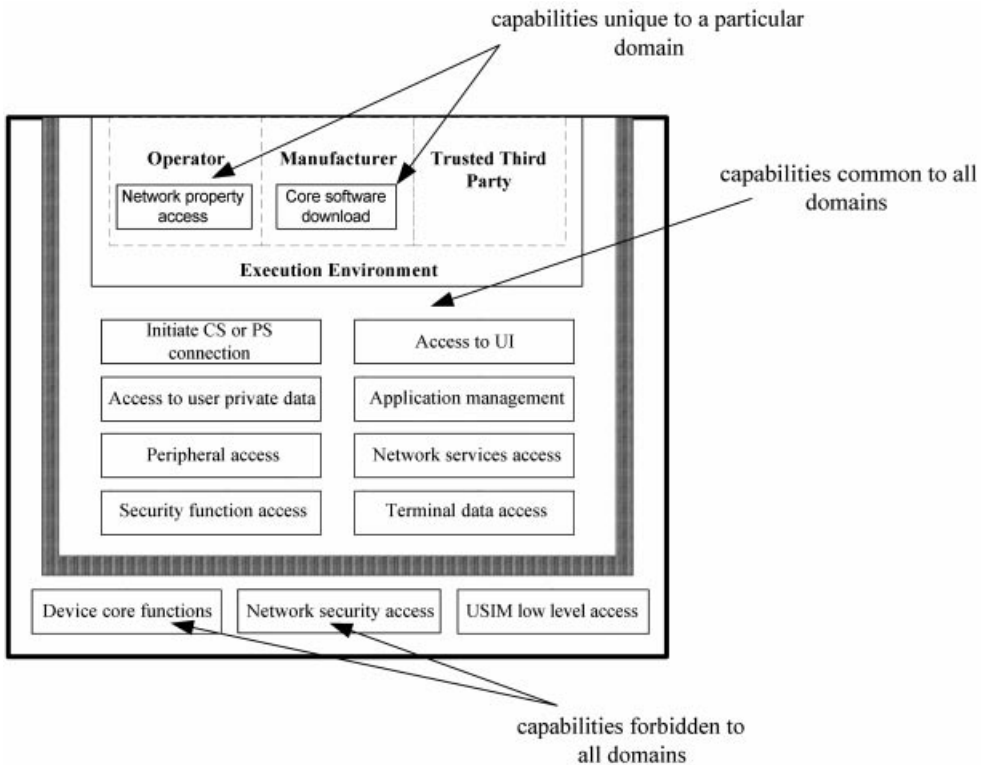 capabilities unique to a particular
domain
Operator
Manufacturer
Trusted Third
Party
Network property
access
Core software
download
capabilities common to all
domains
Execution Environment
Initiate CS or PS
connection
Access to UI
Access to user private data
Application management
Peripheral access
Network services access
Security function access
Terminal data access
Device core functions
Network security access
USIM low level access
capabilities forbidden to
all domains